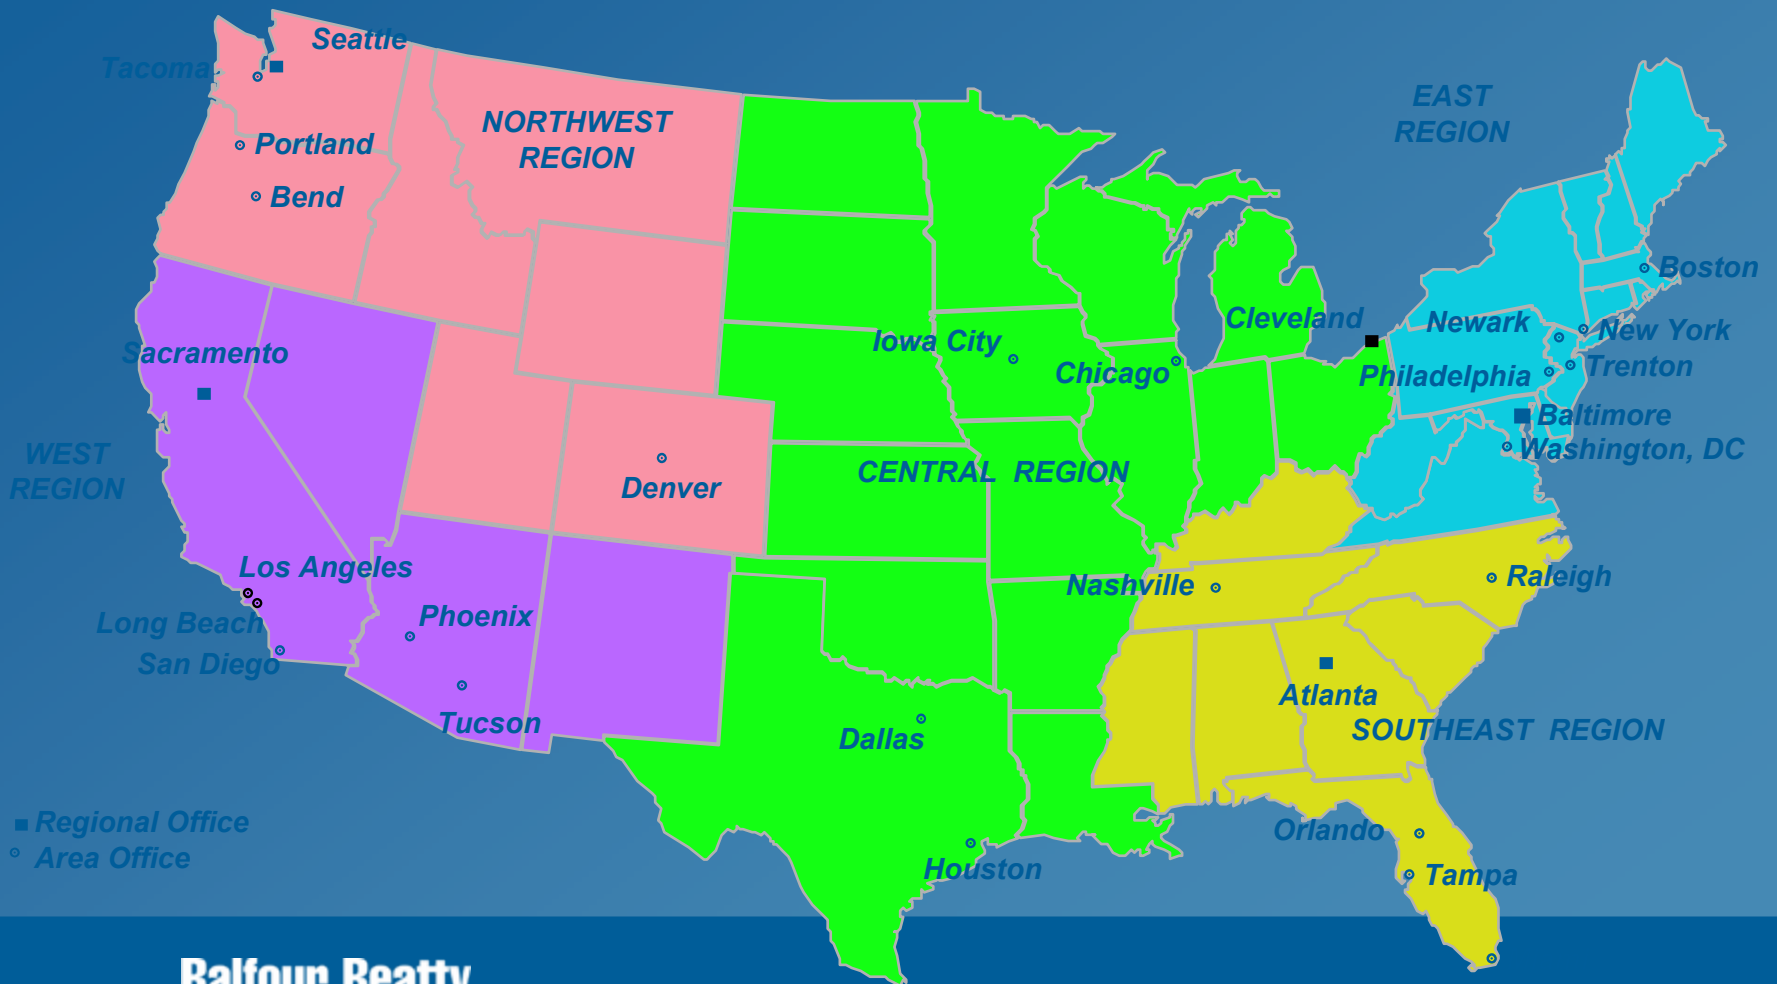 Seattle
Tacoma
EAST
REGION
NORTHWEST
REGION
Portland
Bend
Boston
Cleveland
Newark
New York
Iowa City
Sacramento
Chicago
Philadelphia
Trenton
Baltimore
WEST
REGION
Washington, DC
CENTRAL REGION
Denver
Los Angeles
Nashville
Raleigh
Long Beach
Phoenix
San Diego
Atlanta
Tucson
Dallas
SOUTHEAST REGION
Regional Office
Orlando
Area Office
Houston
Tampa
Balfour Beatty